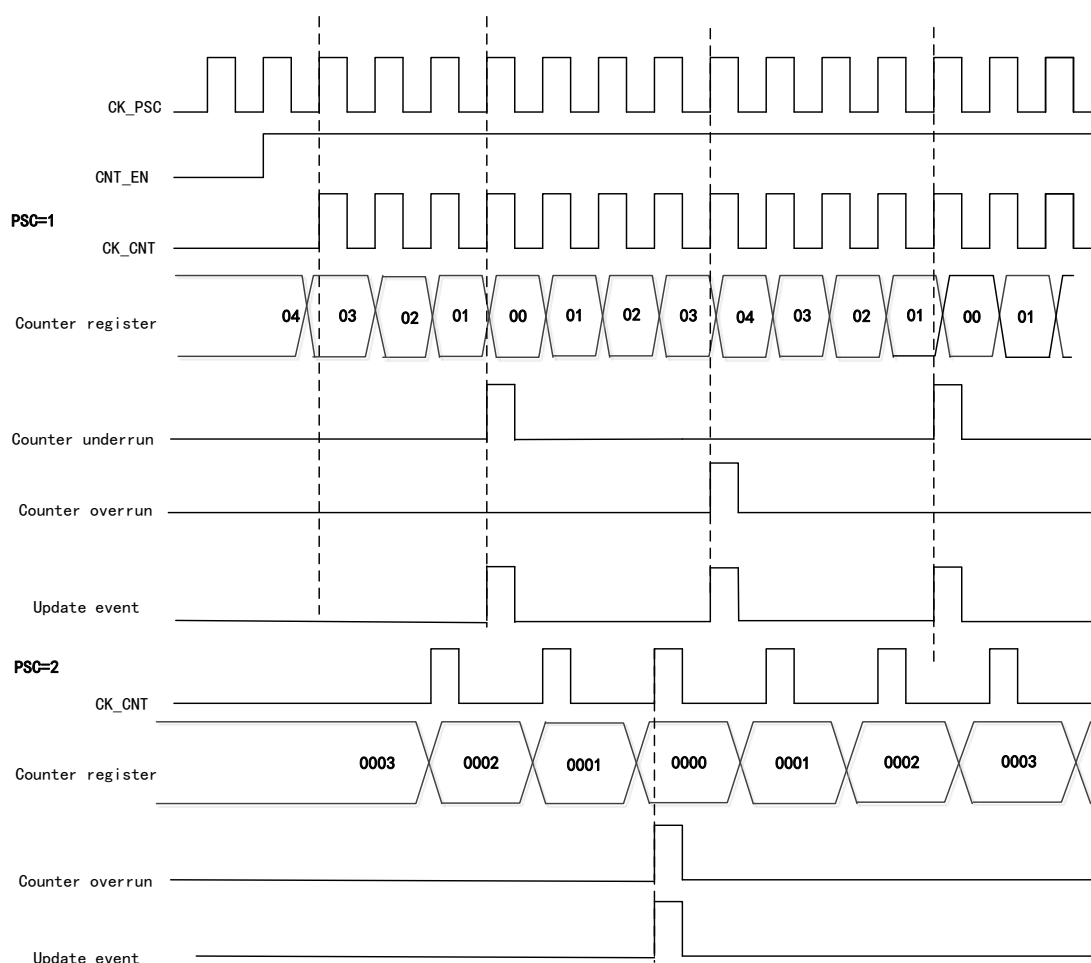 CK_PSC
CNT_EN
PSC=1
CK_CNT
Counter register 04 03 02 01 00 01 02 03 04 03 02 01 00 01
Counter underrun
Counter overrun
Update event
PSC=2
CK_CNT
Counter register 0003 0002 0001 0000 0001 0002 0003
Counter overrun
Update event